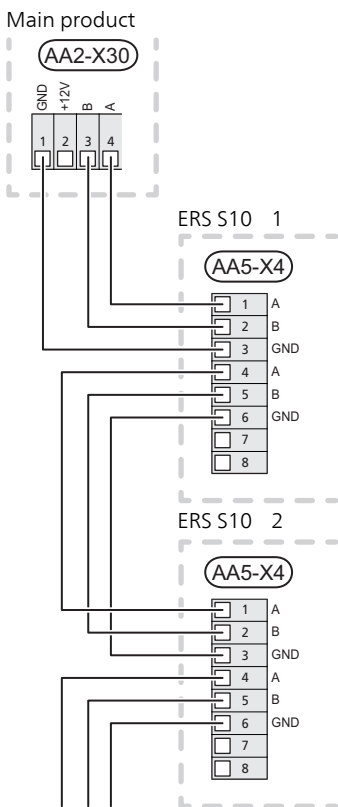 Main product
AA2-X30
GND +12V B A
1 2 3 4
ERS S10 1
AA5-X4
1 A
2 B
3 GND
4 A
5 B
6 GND
7
8
ERS S10 2
AA5-X4
1 A
2 B
3 GND
4 A
5 B
6 GND
7
8